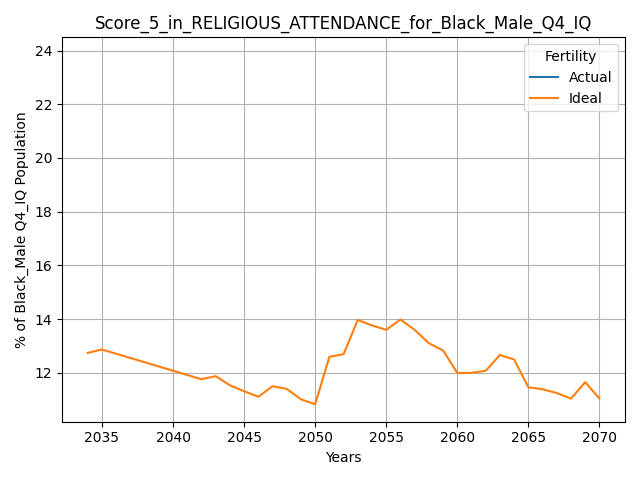 Score_5_in_RELIGIOUS_ATTENDANCE_for_Black_Male_Q4_IQ
Fertility
Actual
Ideal
% of Black_Male Q4_IQ Population
24
22
20
18
16
14
12
2035 2040 2045 2050 2055 2060 2065 2070
Years